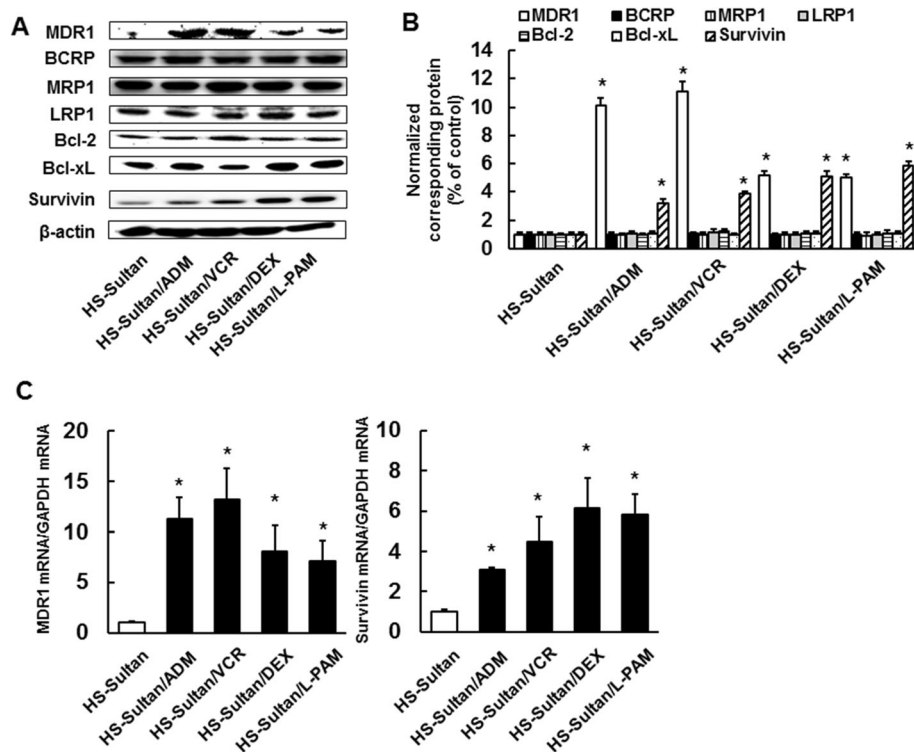 A
MDR1
BCRP
MRP1
LRP1
Bcl-2
Bcl-xL
Survivin
β-actin
HS-Sultan
HS-Sultan/ADM
HS-Sultan/VCR
HS-Sultan/DEX
HS-Sultan/L-PAM
B
MDR1 BCRP MRP1 LRP1
Bcl-2 Bcl-xL Survivin
Normalized
corresponding protein
(% of control)
14
12
10
8
6
4
2
0
* * * * * * * *
HS-Sultan
HS-Sultan/ADM
HS-Sultan/VCR
HS-Sultan/DEX
HS-Sultan/L-PAM
C
MDR1 mRNA/GAPDH mRNA
20
15
10
5
0
* * * *
HS-Sultan
HS-Sultan/ADM
HS-Sultan/VCR
HS-Sultan/DEX
HS-Sultan/L-PAM
Survivin mRNA/GAPDH mRNA
10
8
6
4
2
0
* * * *
HS-Sultan
HS-Sultan/ADM
HS-Sultan/VCR
HS-Sultan/DEX
HS-Sultan/L-PAM